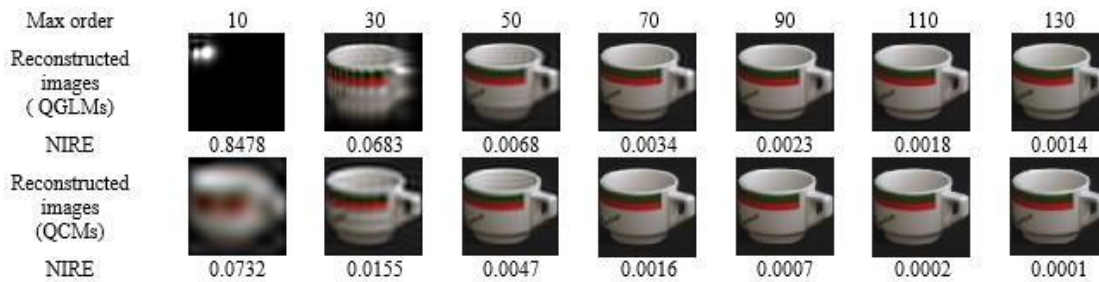 Max order 10 30 50 70 90 110 130
Reconstructed
images
( QGLMs)
NIRE 0.8478 0.0683 0.0068 0.0034 0.0023 0.0018 0.0014
Reconstructed
images
(QCMs)
NIRE 0.0732 0.0155 0.0047 0.0016 0.0007 0.0002 0.0001